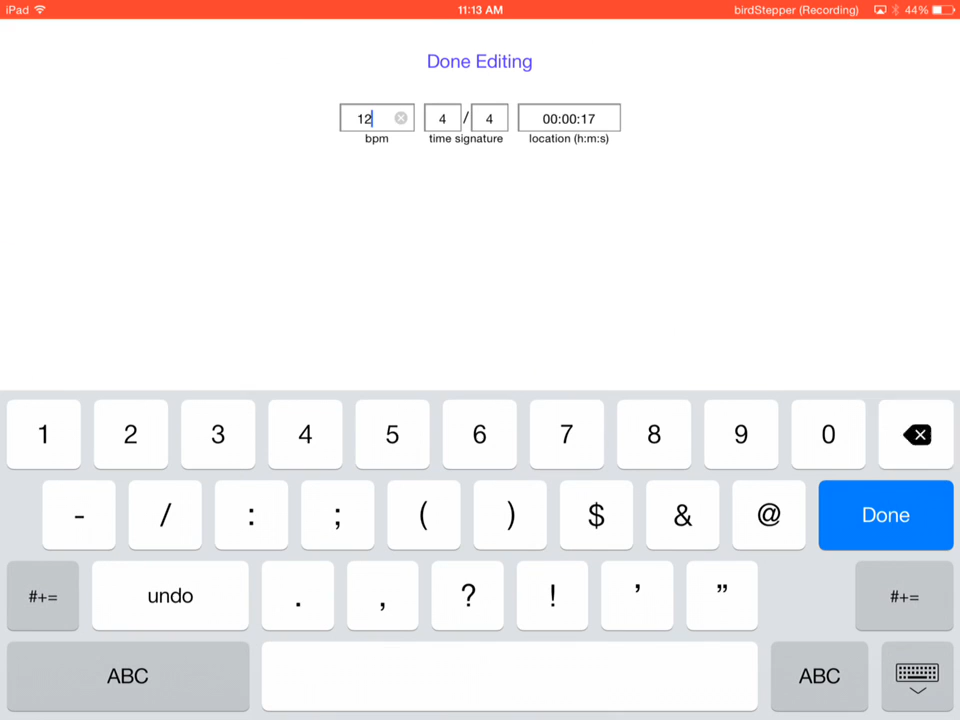 iPad 11:13 AM birdStepper (Recording) 44%
Done Editing
12 4 / 4 00:00:17
bpm time signature location (h:m:s)
1 2 3 4 5 6 7 8 9 0
- / : ; ( ) $ & @ Done
#+= undo . , ? ! ’ ” #+=
ABC ABC